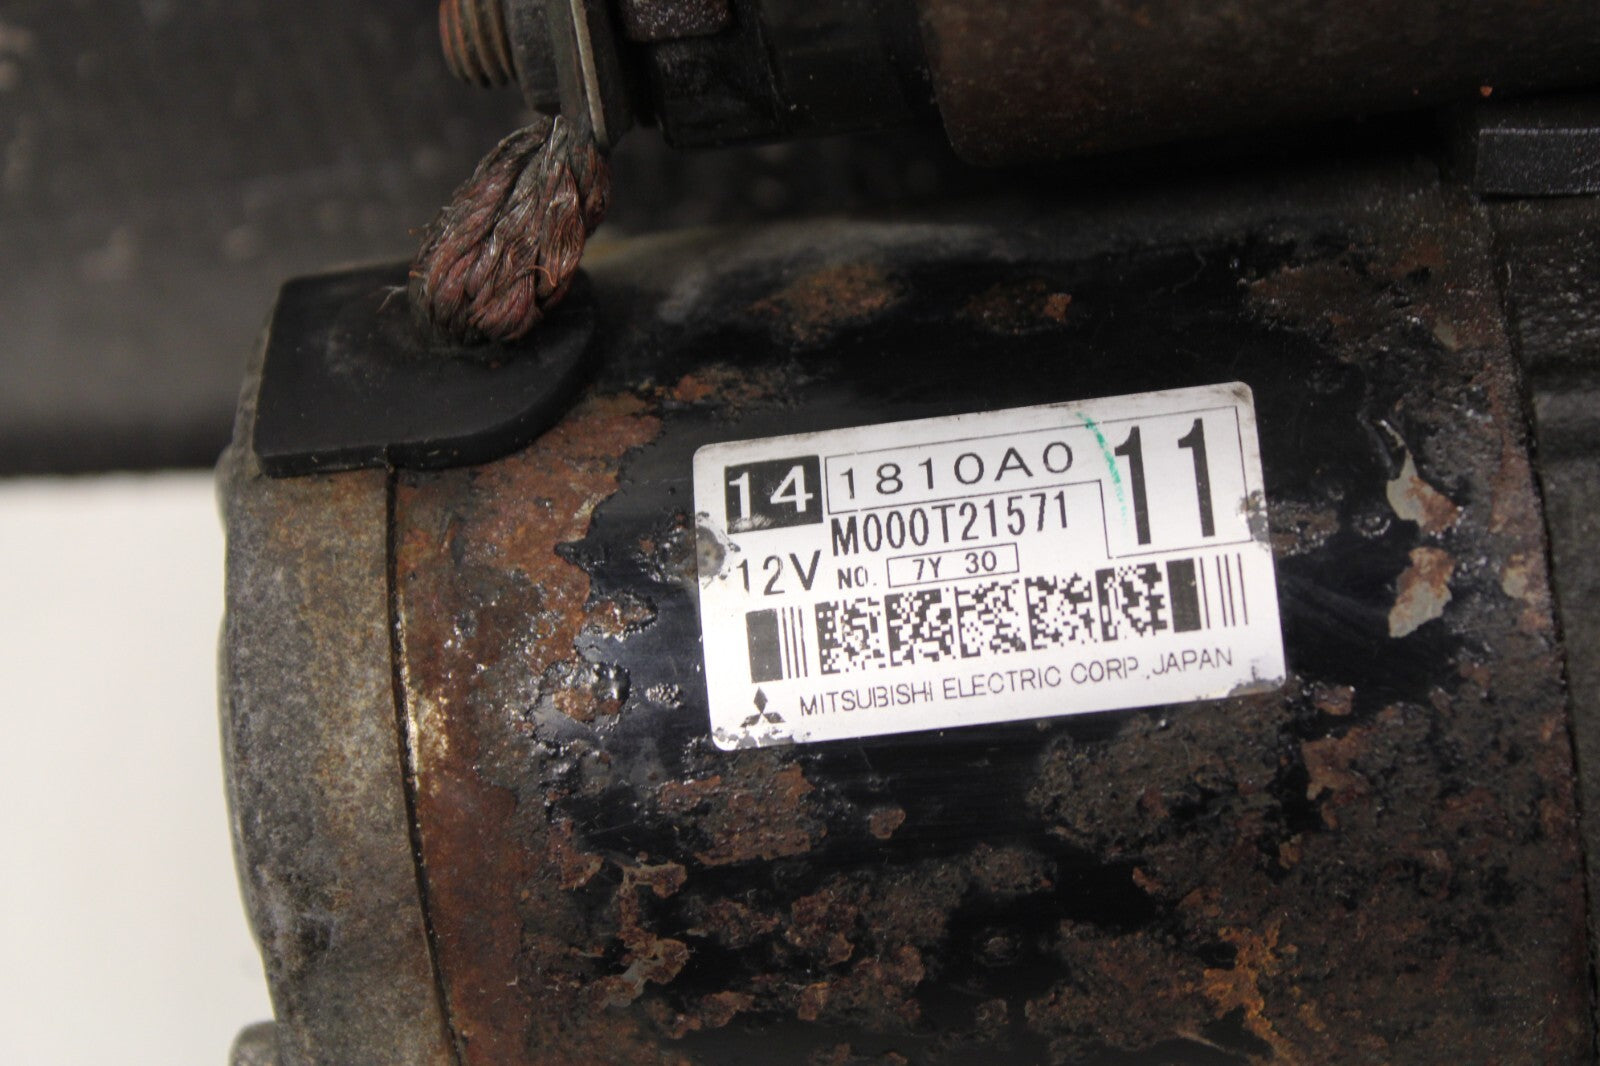 14 1810A0 11
M000T21571
12V NO. 7Y 30
MITSUBISHI ELECTRIC CORP.,JAPAN